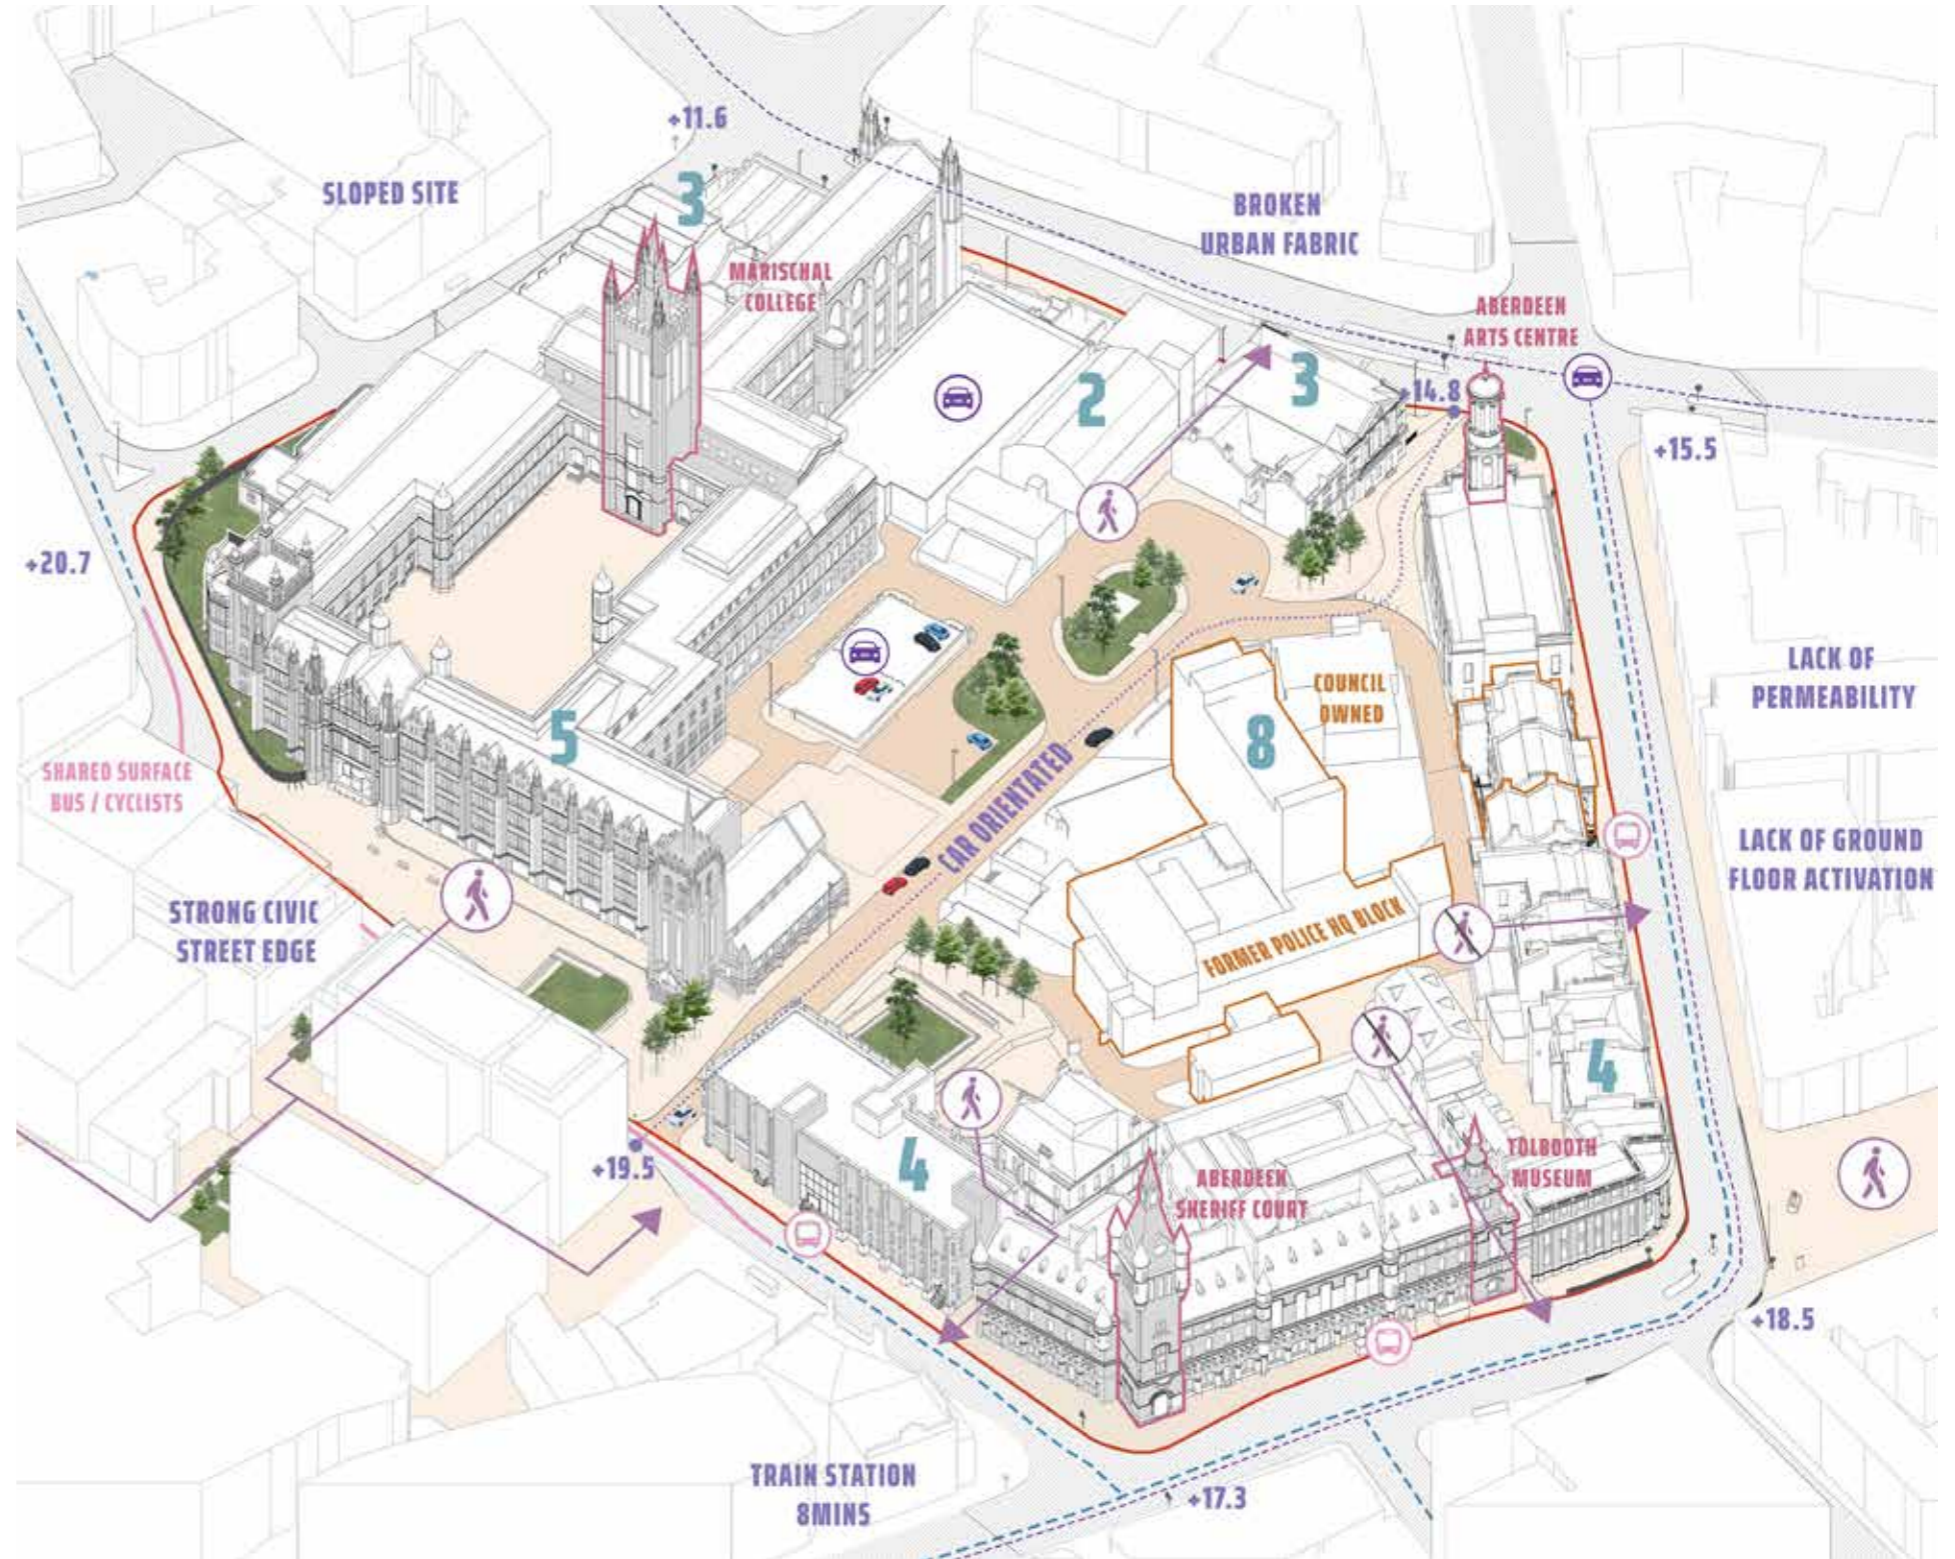 +11.6
SLOPED SITE
3
BROKEN
URBAN FABRIC
MARISCHAL
COLLEGE
ABERDEEN
ARTS CENTRE
2
3
+14.8
+15.5
+20.7
LACK OF
PERMEABILITY
COUNCIL
OWNED
8
5
SHARED SURFACE
BUS / CYCLISTS
CAR ORIENTATED
LACK OF GROUND
FLOOR ACTIVATION
STRONG CIVIC
STREET EDGE
FORMER POLICE HQ BLOCK
4
4
+19.5
TOLBOOTH
MUSEUM
ABERDEEN
SHERIFF COURT
+18.5
TRAIN STATION
8MINS
+17.3